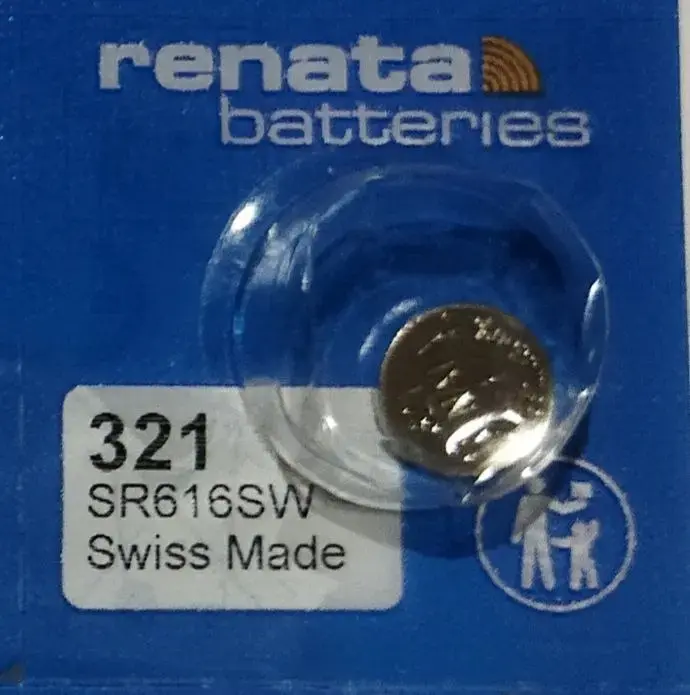 renata
batteries
321
SR616SW
Swiss Made